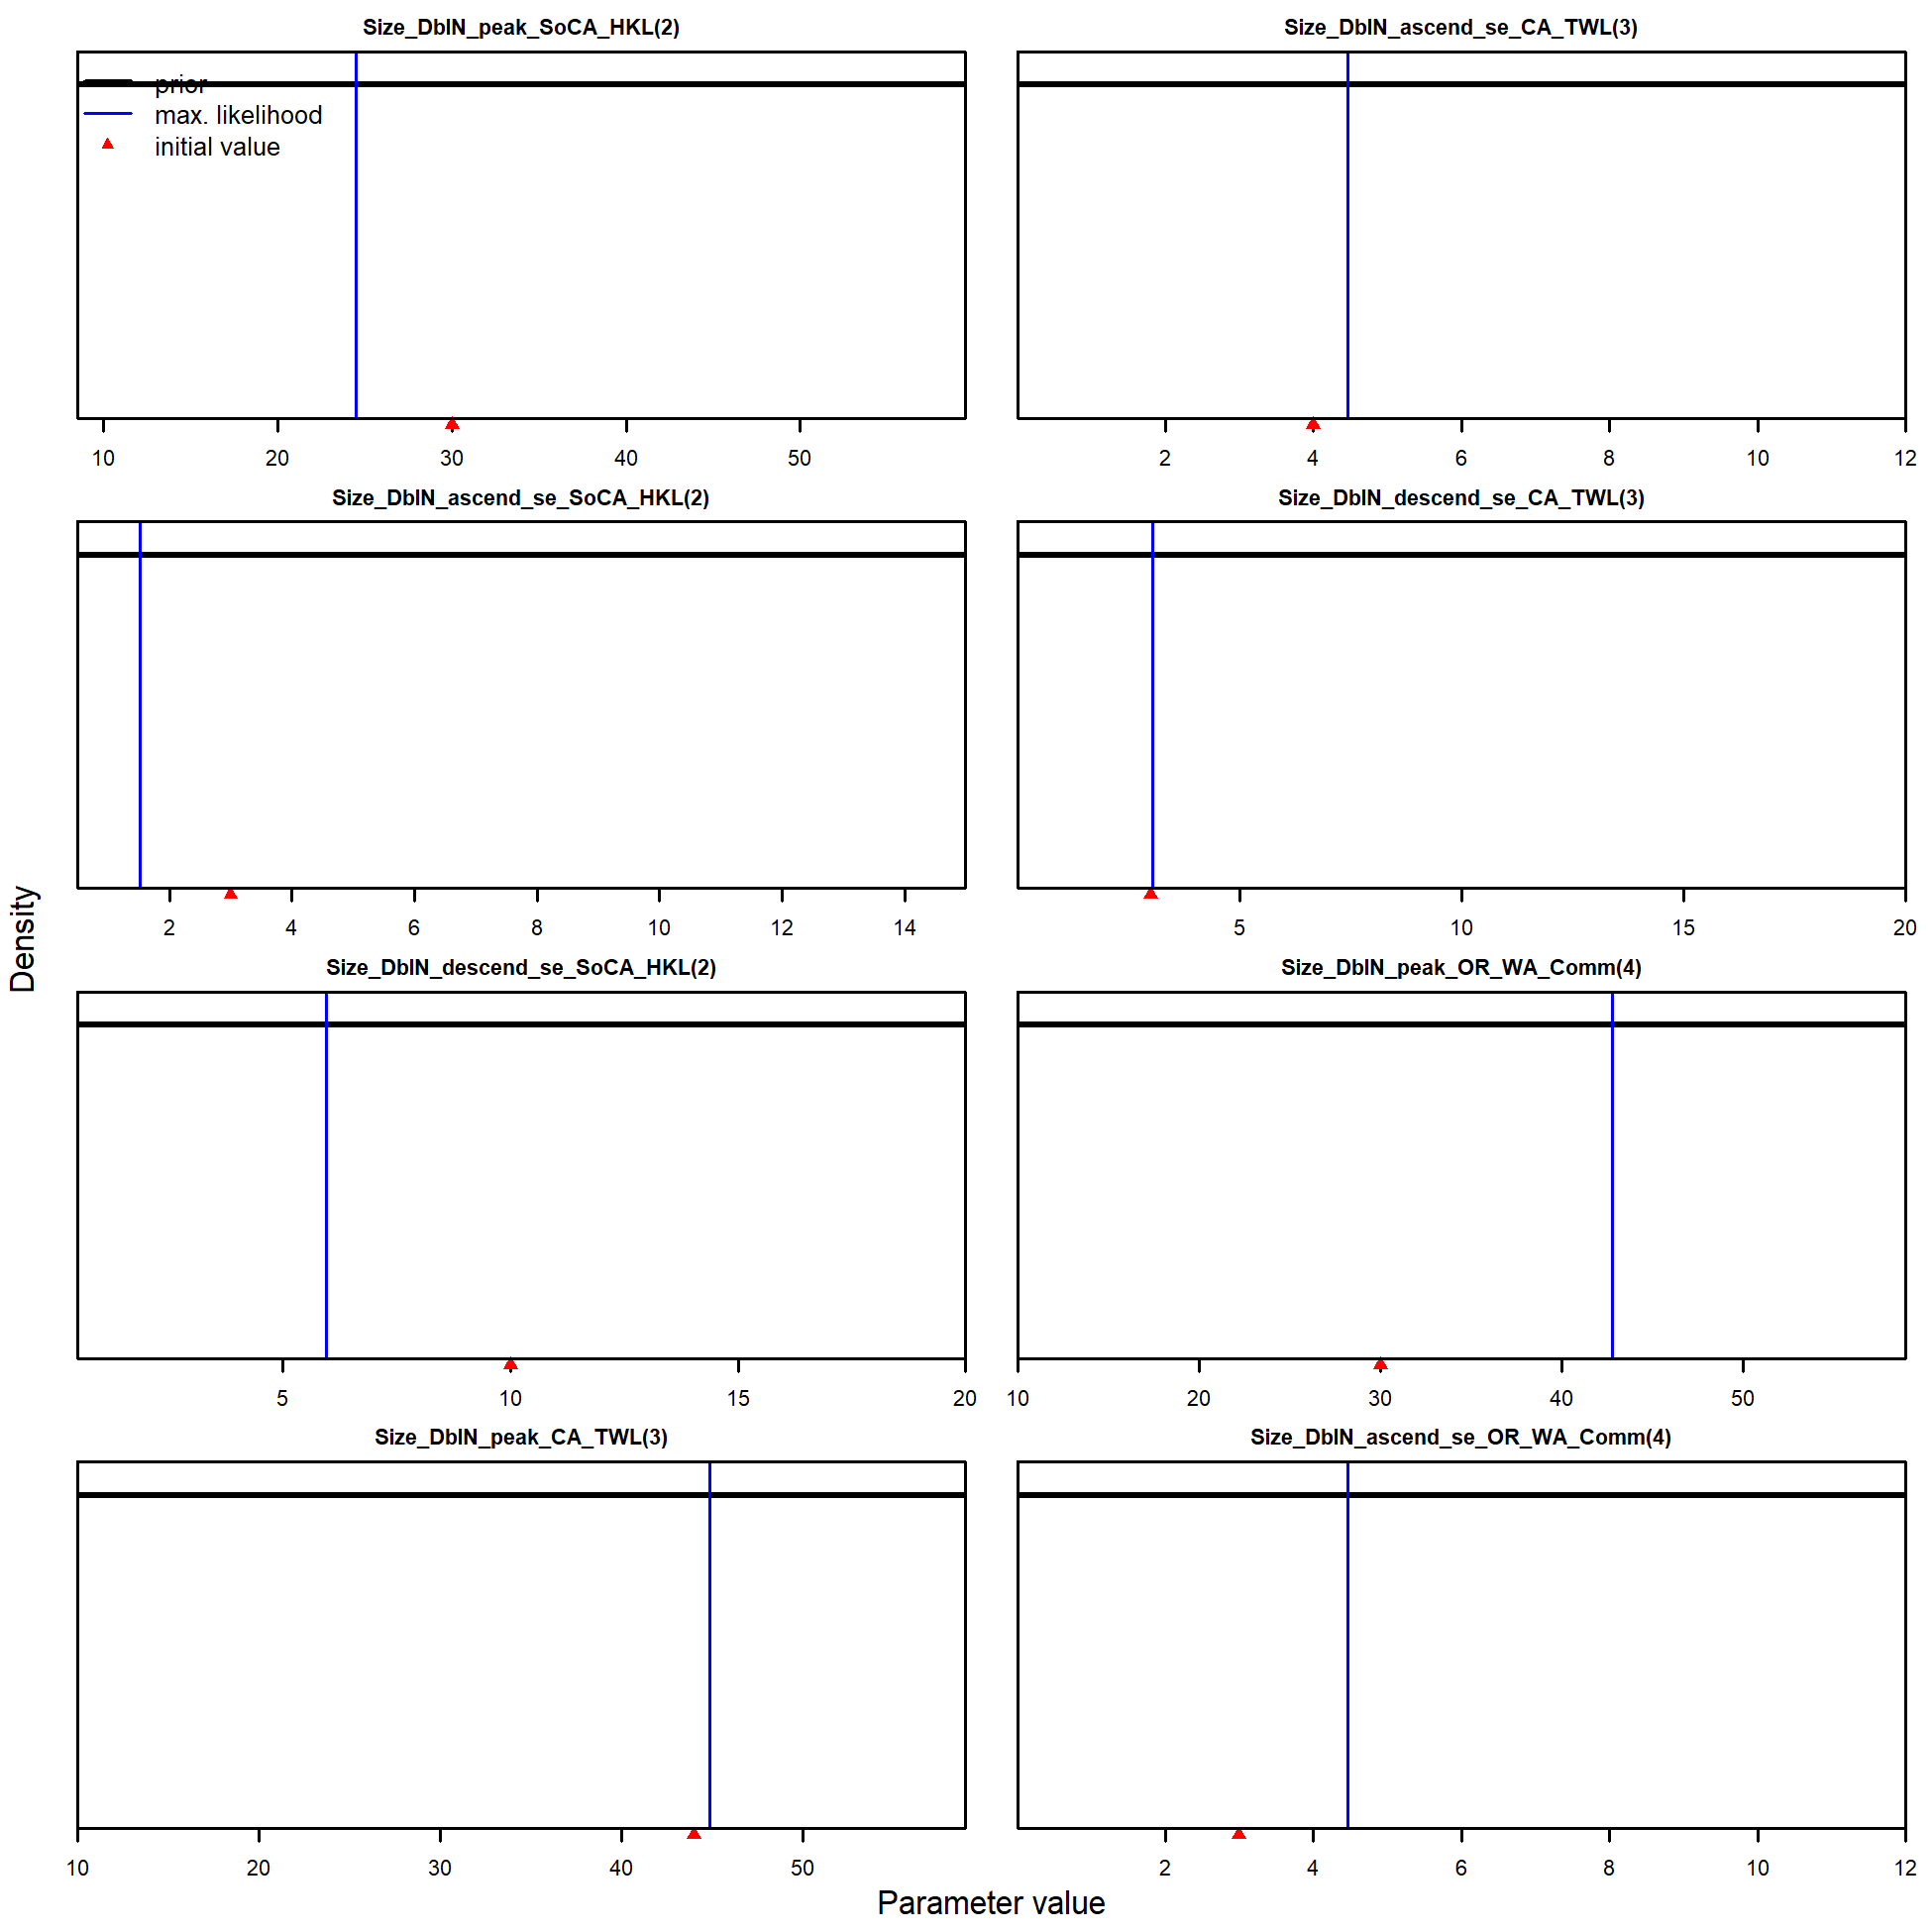 Size_DblN_peak_SoCA_HKL(2)
prior
max. likelihood
initial value
10 20 30 40 50
Size_DblN_ascend_se_CA_TWL(3)
2 4 6 8 10 12
Size_DblN_ascend_se_SoCA_HKL(2)
2 4 6 8 10 12 14
Size_DblN_descend_se_CA_TWL(3)
5 10 15 20
Size_DblN_descend_se_SoCA_HKL(2)
5 10 15 20
Size_DblN_peak_OR_WA_Comm(4)
10 20 30 40 50
Size_DblN_peak_CA_TWL(3)
10 20 30 40 50
Size_DblN_ascend_se_OR_WA_Comm(4)
2 4 6 8 10 12
Density
Parameter value